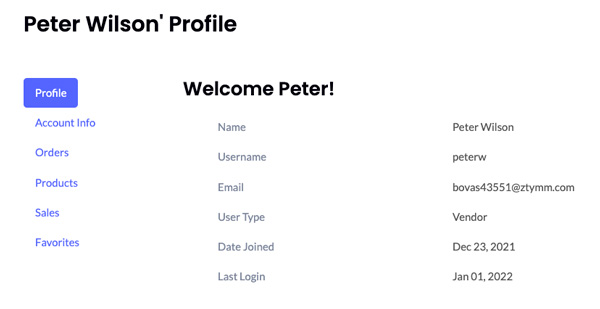 Peter Wilson' Profile
Profile
Account Info
Orders
Products
Sales
Favorites
Welcome Peter!
Name Peter Wilson
Username peterw
Email bovas43551@ztymm.com
User Type Vendor
Date Joined Dec 23, 2021
Last Login Jan 01, 2022